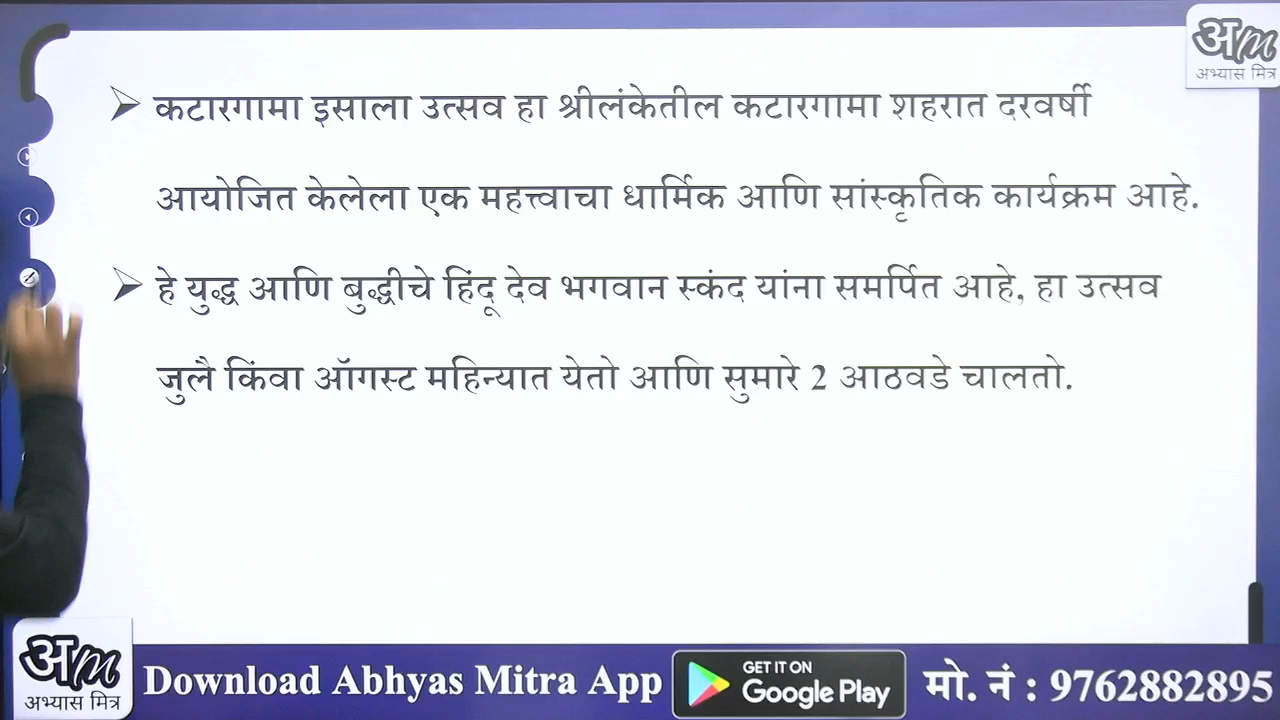 अm
अभ्यास मित्र
➢ कटारगामा इसाला उत्सव हा श्रीलंकेतील कटारगामा शहरात दरवर्षी
आयोजित केलेला एक महत्त्वाचा धार्मिक आणि सांस्कृतिक कार्यक्रम आहे.
➢ हे युद्ध आणि बुद्धीचे हिंदू देव भगवान स्कंद यांना समर्पित आहे, हा उत्सव
जुलै किंवा ऑगस्ट महिन्यात येतो आणि सुमारे 2 आठवडे चालतो.
अm
अभ्यास मित्र
Download Abhyas Mitra App
GET IT ON
Google Play
मो. नं : 9762882895